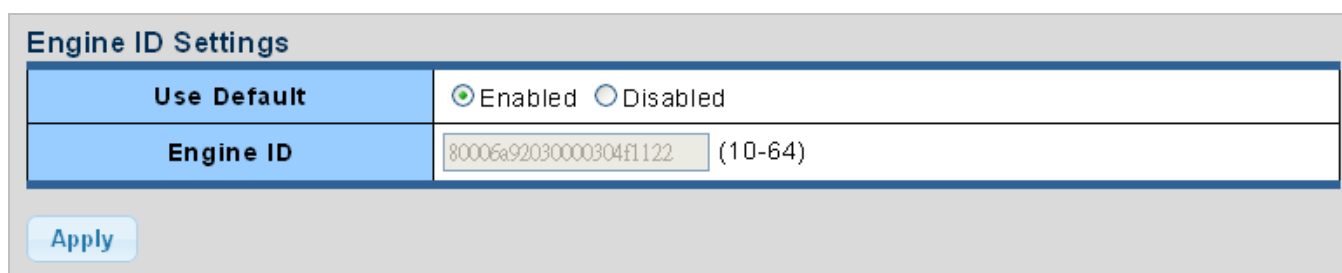 Engine ID Settings
Use Default Enabled Disabled
Engine ID 80006a92030000304f1122 (10-64)
Apply